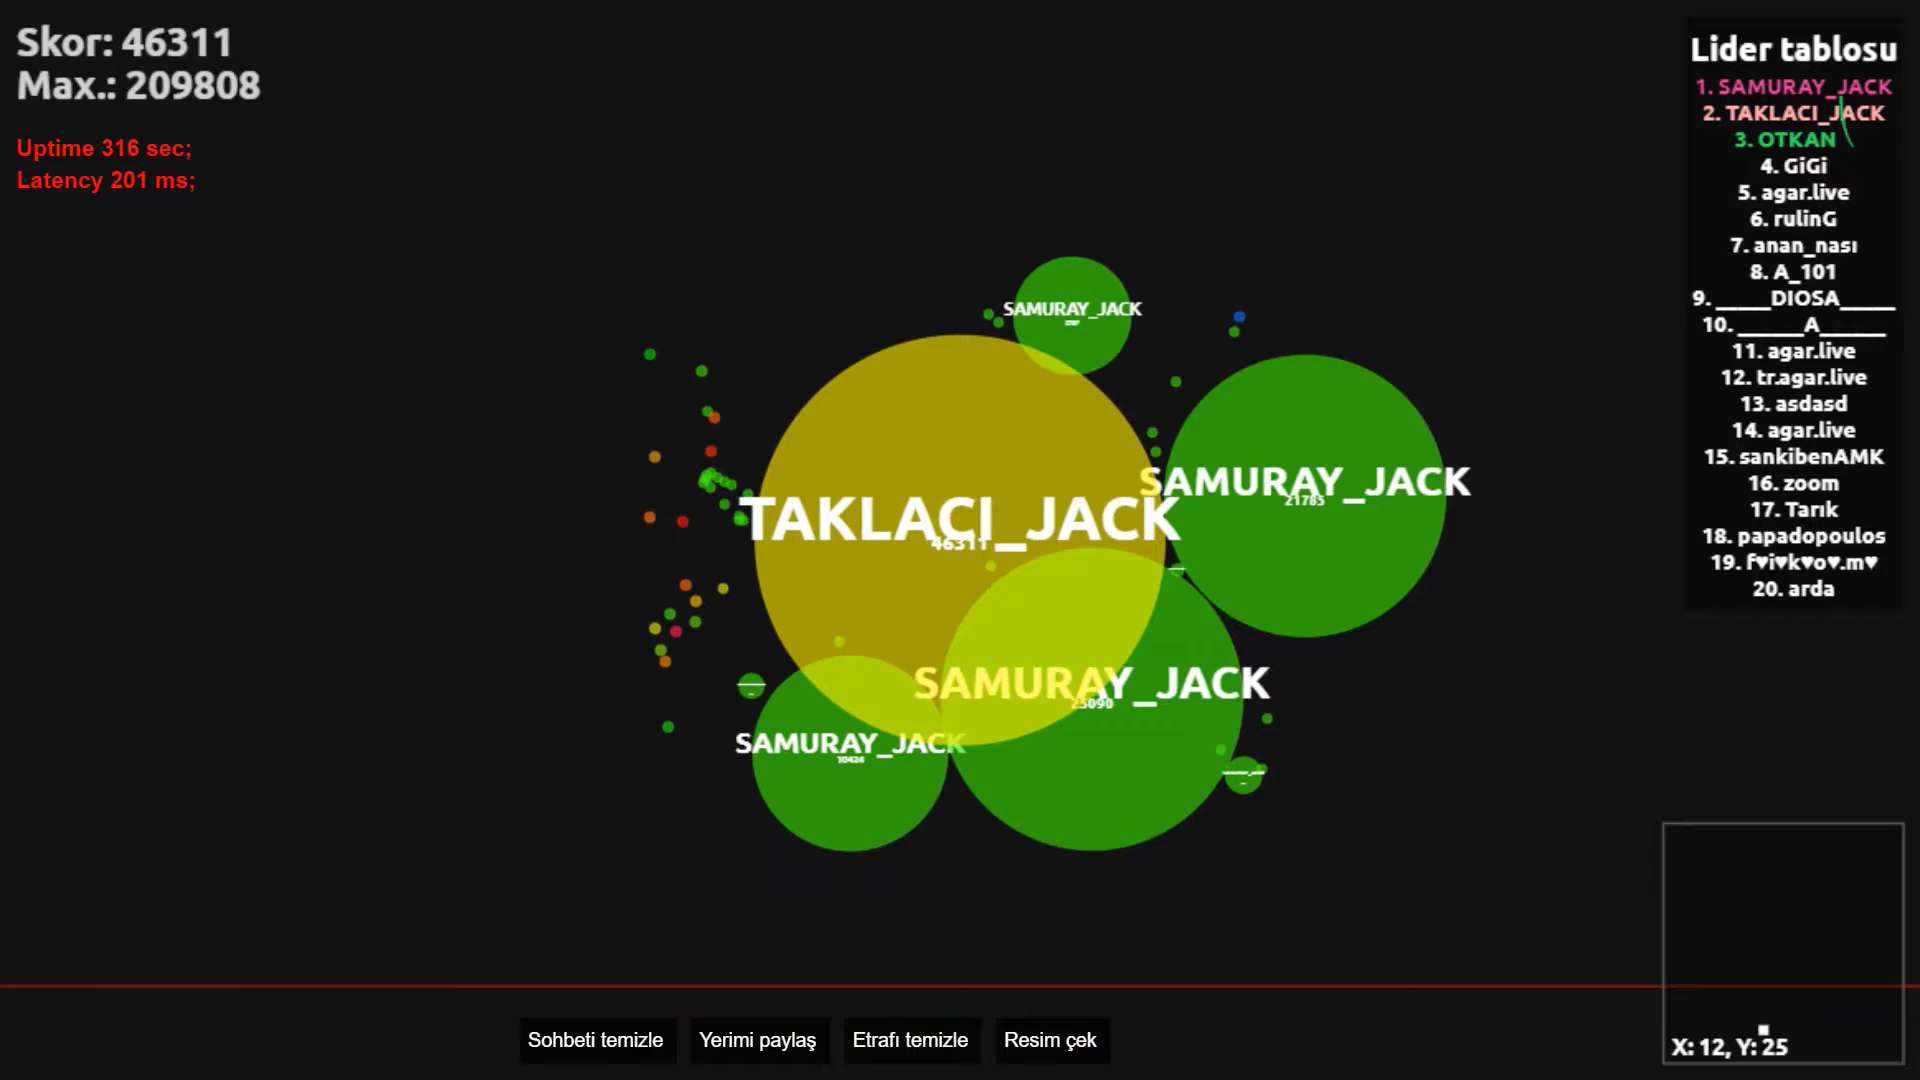 Skor: 46311
Max.: 209808
Uptime 316 sec;
Latency 201 ms;
Lider tablosu
1. SAMURAY_JACK
2. TAKLACI_JACK
3. OTKAN
4. GiGi
5. agar.live
6. rulinG
7. anan_nası
8. A_101
9. _____DIOSA_____
10. ______A______
11. agar.live
12. tr.agar.live
13. asdasd
14. agar.live
15. sankibenAMK
16. zoom
17. Tarık
18. papadopoulos
19. f♥i♥k♥o♥.m♥
20. arda
SAMURAY_JACK
SAMURAY_JACK
21785
TAKLACI_JACK
46311
SAMURAY_JACK
25090
SAMURAY_JACK
10424
X: 12, Y: 25
Sohbeti temizle
Yerimi paylaş
Etrafı temizle
Resim çek